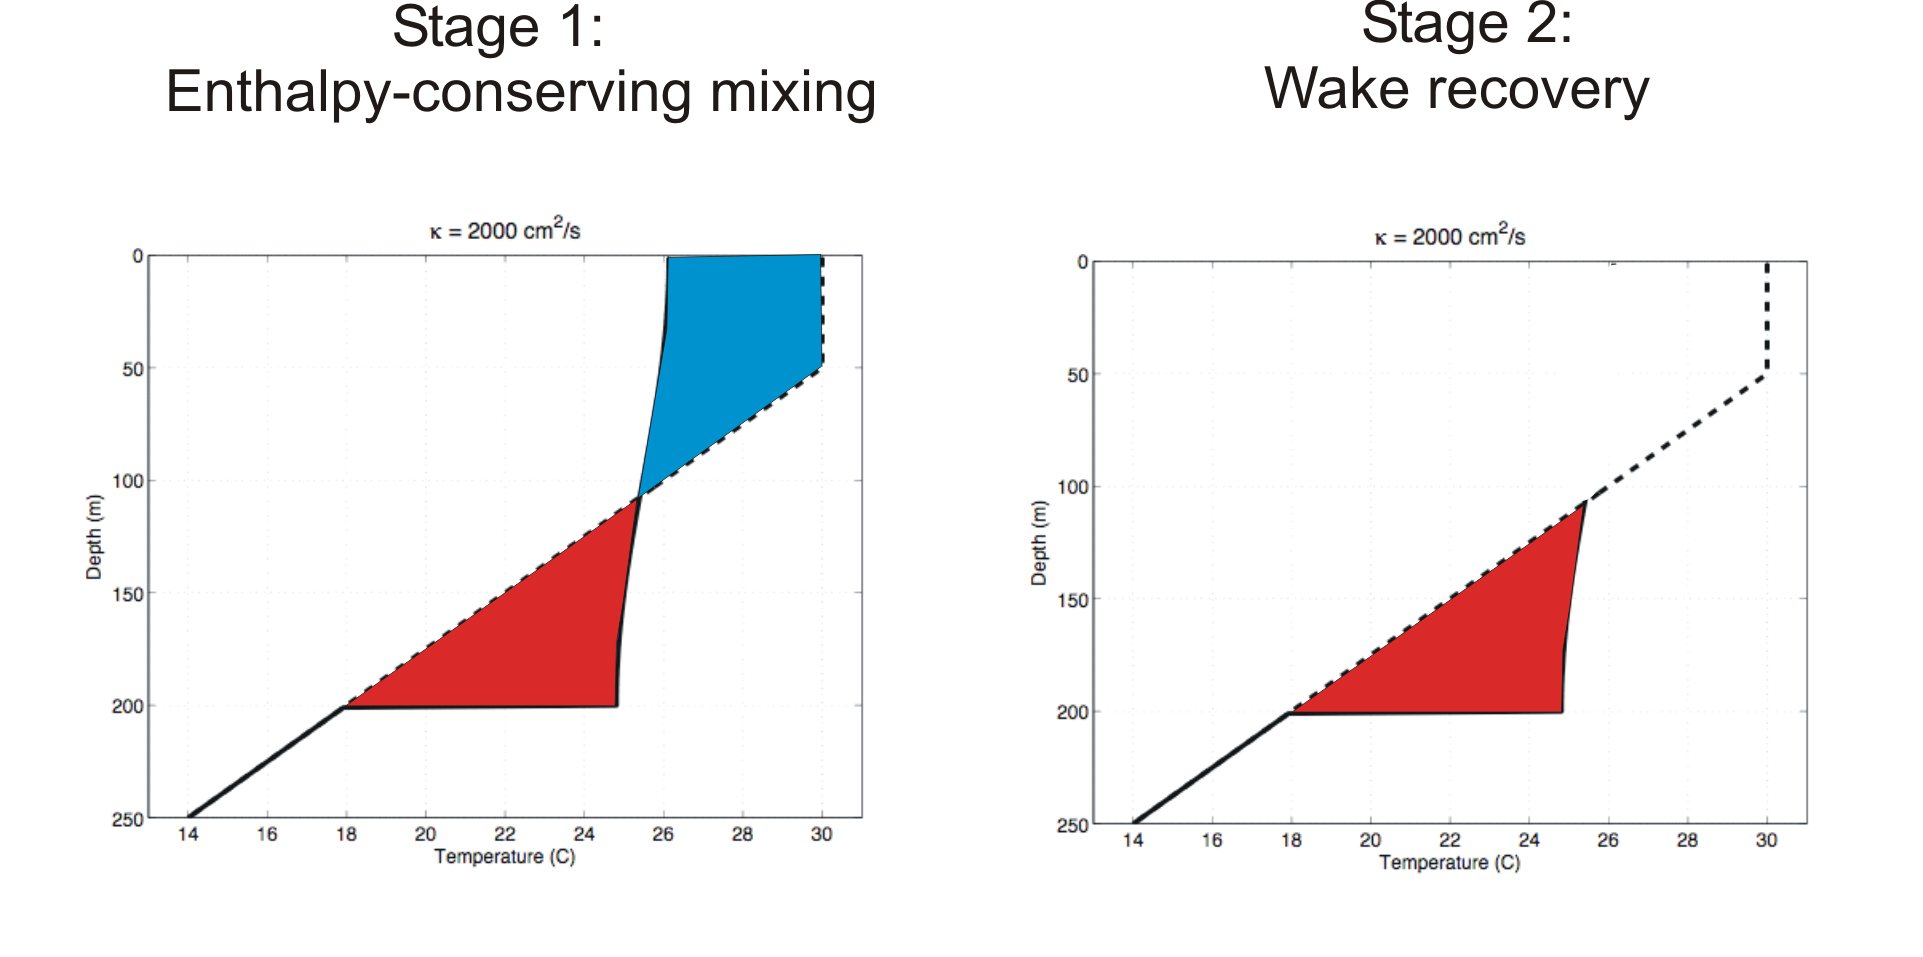 Stage 1:
Enthalpy-conserving mixing
κ = 2000 cm²/s
0
50
100
150
200
250
Depth (m)
14 16 18 20 22 24 26 28 30
Temperature (C)
Stage 2:
Wake recovery
κ = 2000 cm²/s
0
50
100
150
200
250
Depth (m)
14 16 18 20 22 24 26 28 30
Temperature (C)